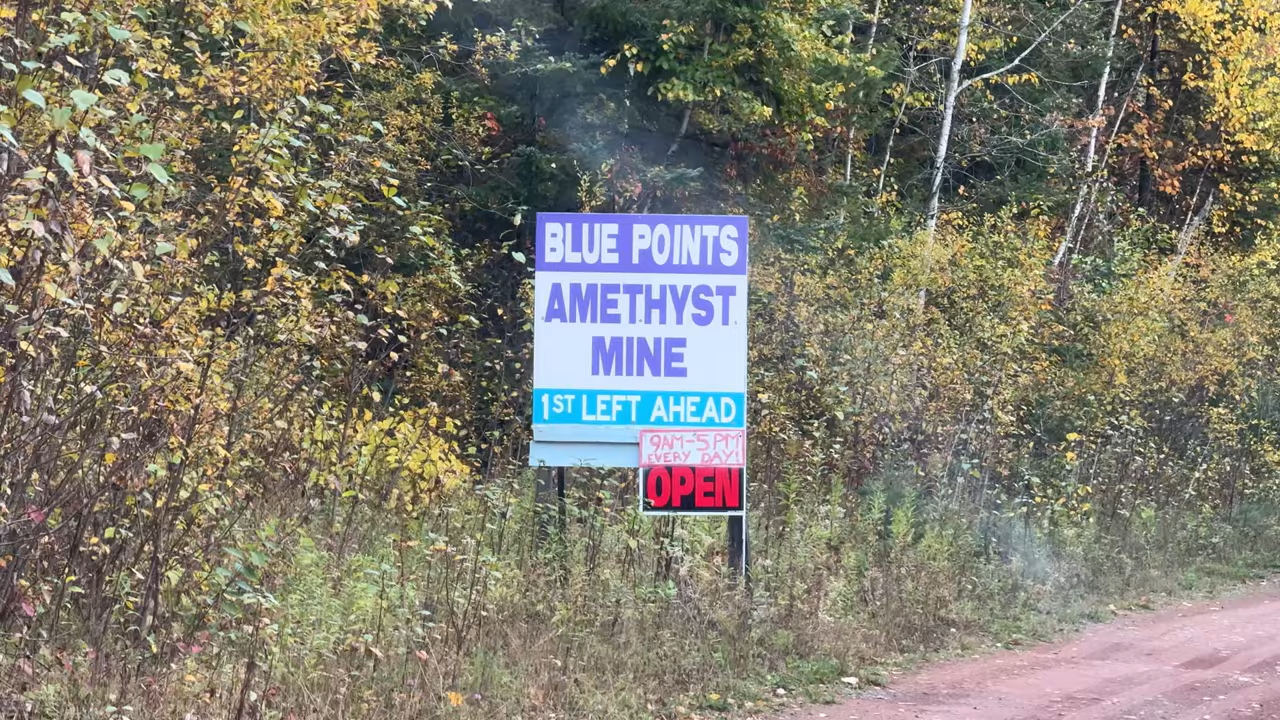 BLUE POINTS
AMETHYST
MINE
1ST LEFT AHEAD
9AM-5PM
EVERY DAY!
OPEN